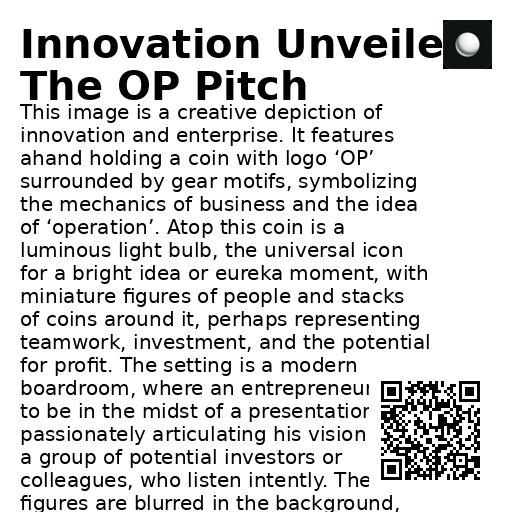 Innovation Unveile
The OP Pitch
This image is a creative depiction of
innovation and enterprise. It features
ahand holding a coin with logo ‘OP’
surrounded by gear motifs, symbolizing
the mechanics of business and the idea
of ‘operation’. Atop this coin is a
luminous light bulb, the universal icon
for a bright idea or eureka moment, with
miniature figures of people and stacks
of coins around it, perhaps representing
teamwork, investment, and the potential
for profit. The setting is a modern
boardroom, where an entrepreneur
to be in the midst of a presentation
passionately articulating his vision
a group of potential investors or
colleagues, who listen intently. The
figures are blurred in the background,